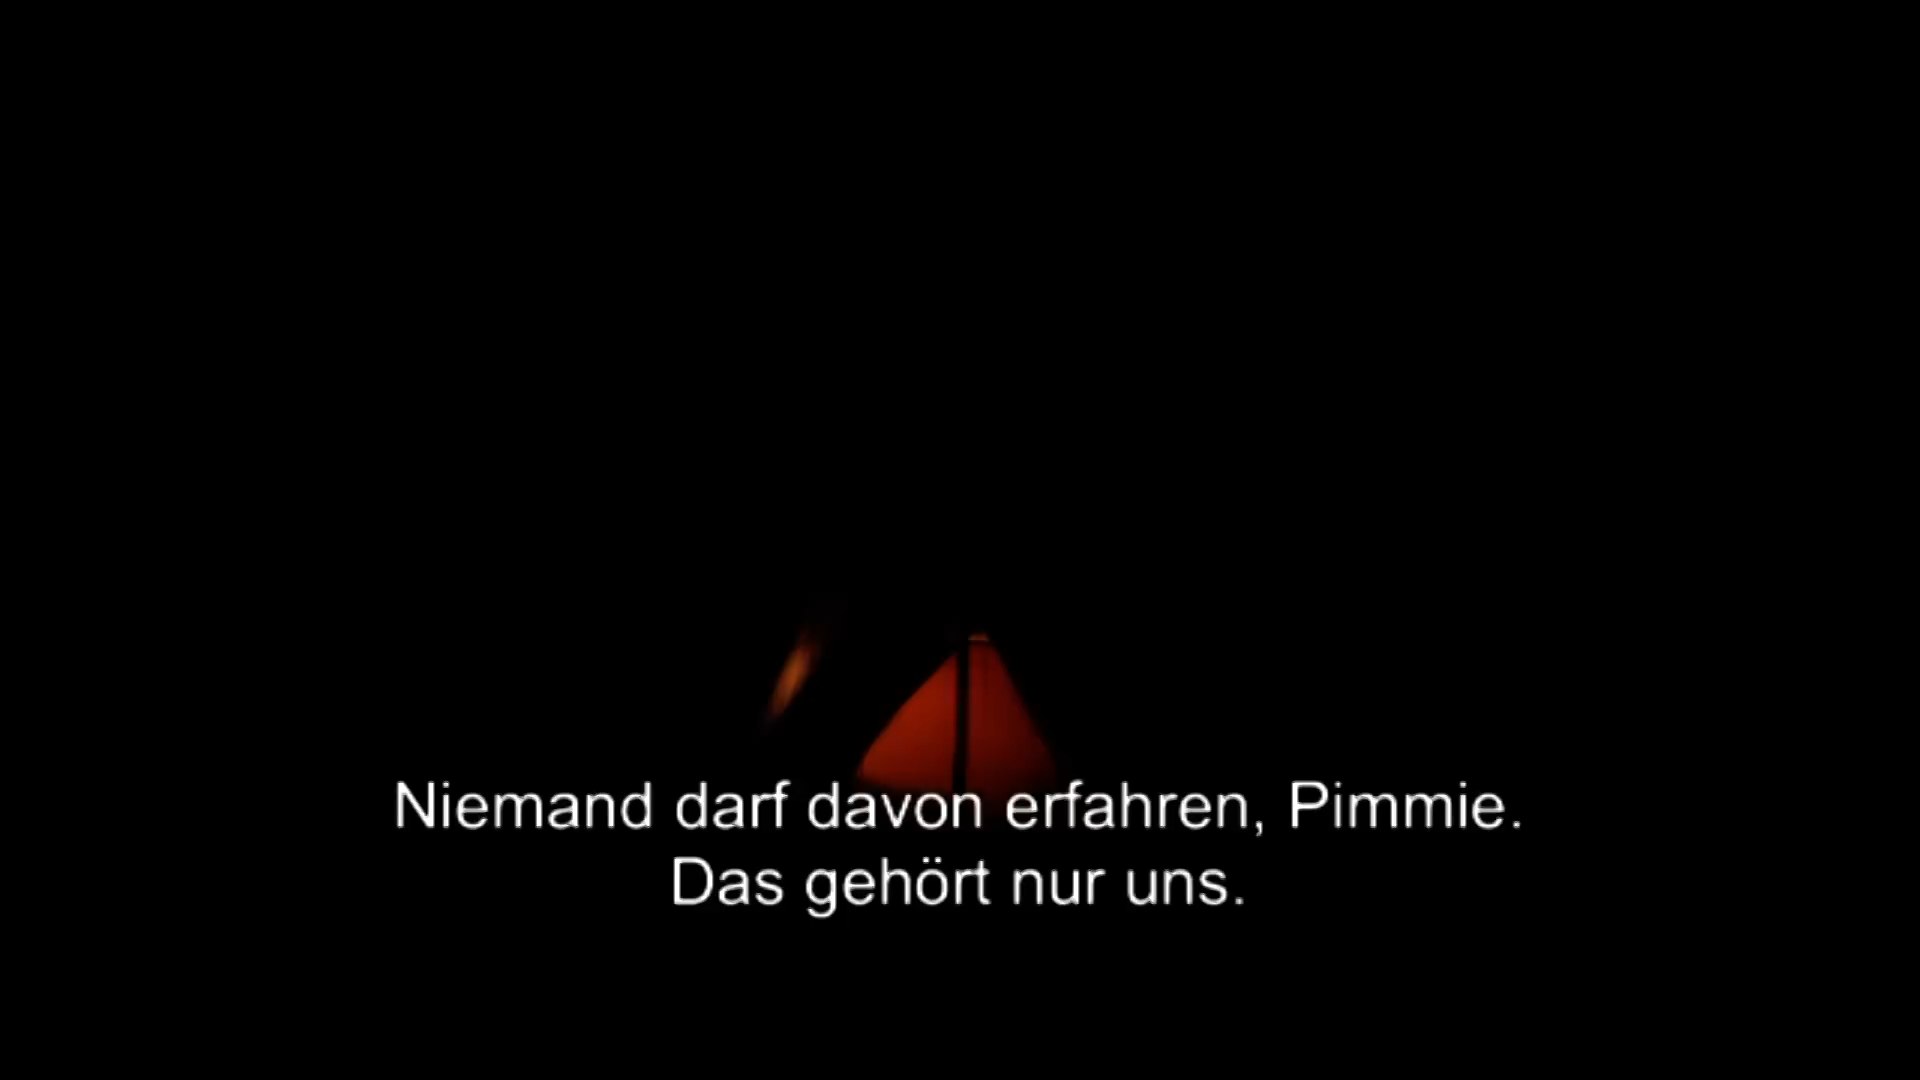 Niemand darf davon erfahren, Pimmie.
Das gehört nur uns.